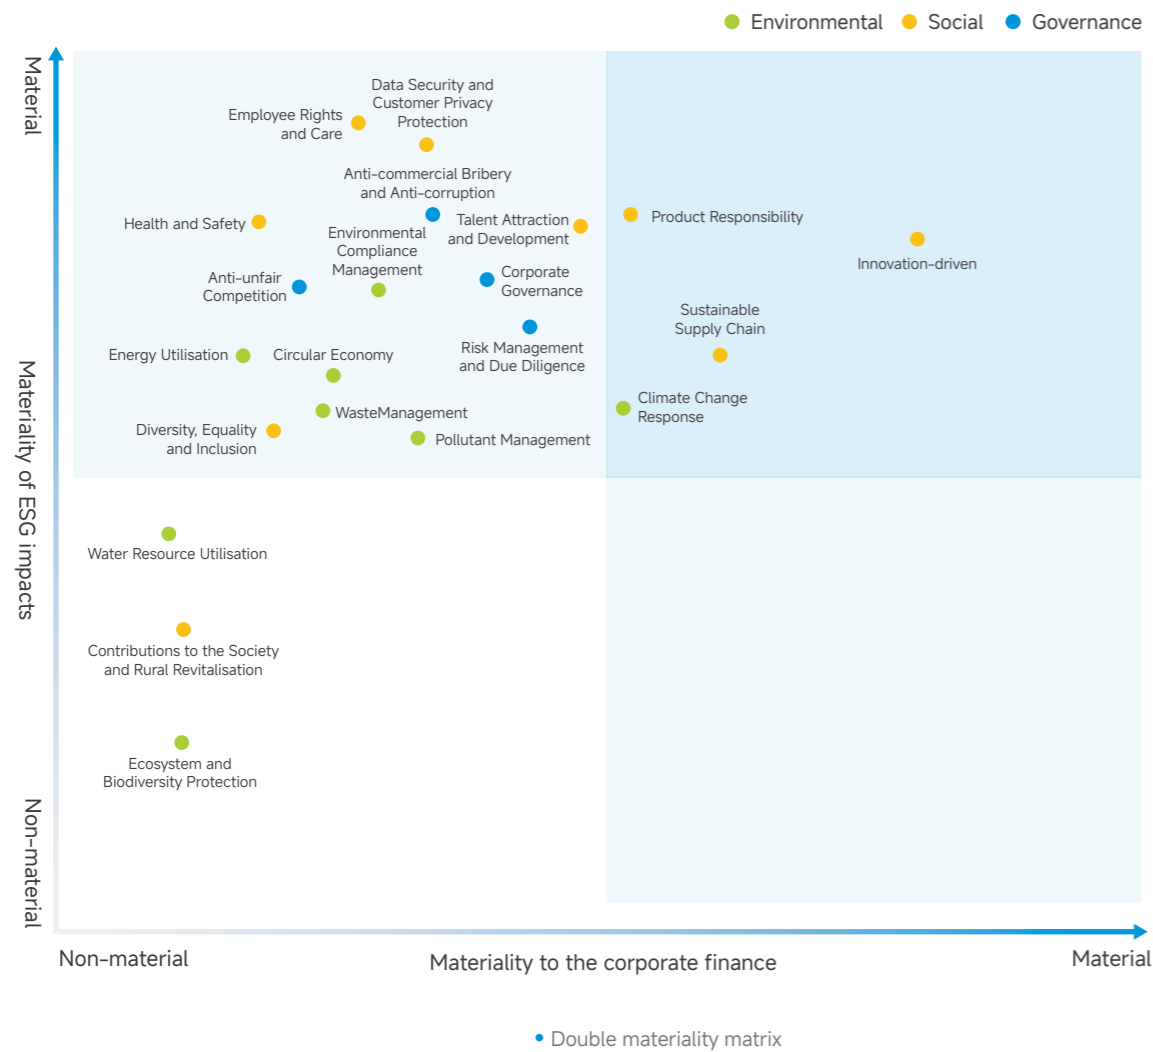 Environmental
Social
Governance
Material
Data Security and
Customer Privacy
Protection
Employee Rights
and Care
Anti-commercial Bribery
and Anti-corruption
Health and Safety
Talent Attraction
and Development
Product Responsibility
Environmental
Compliance
Management
Innovation-driven
Anti-unfair
Competition
Corporate
Governance
Sustainable
Supply Chain
Energy Utilisation
Circular Economy
Risk Management
and Due Diligence
Climate Change
Response
WasteManagement
Diversity, Equality
and Inclusion
Pollutant Management
Materiality of ESG impacts
Water Resource Utilisation
Contributions to the Society
and Rural Revitalisation
Ecosystem and
Biodiversity Protection
Non-material
Non-material
Materiality to the corporate finance
Material
Double materiality matrix